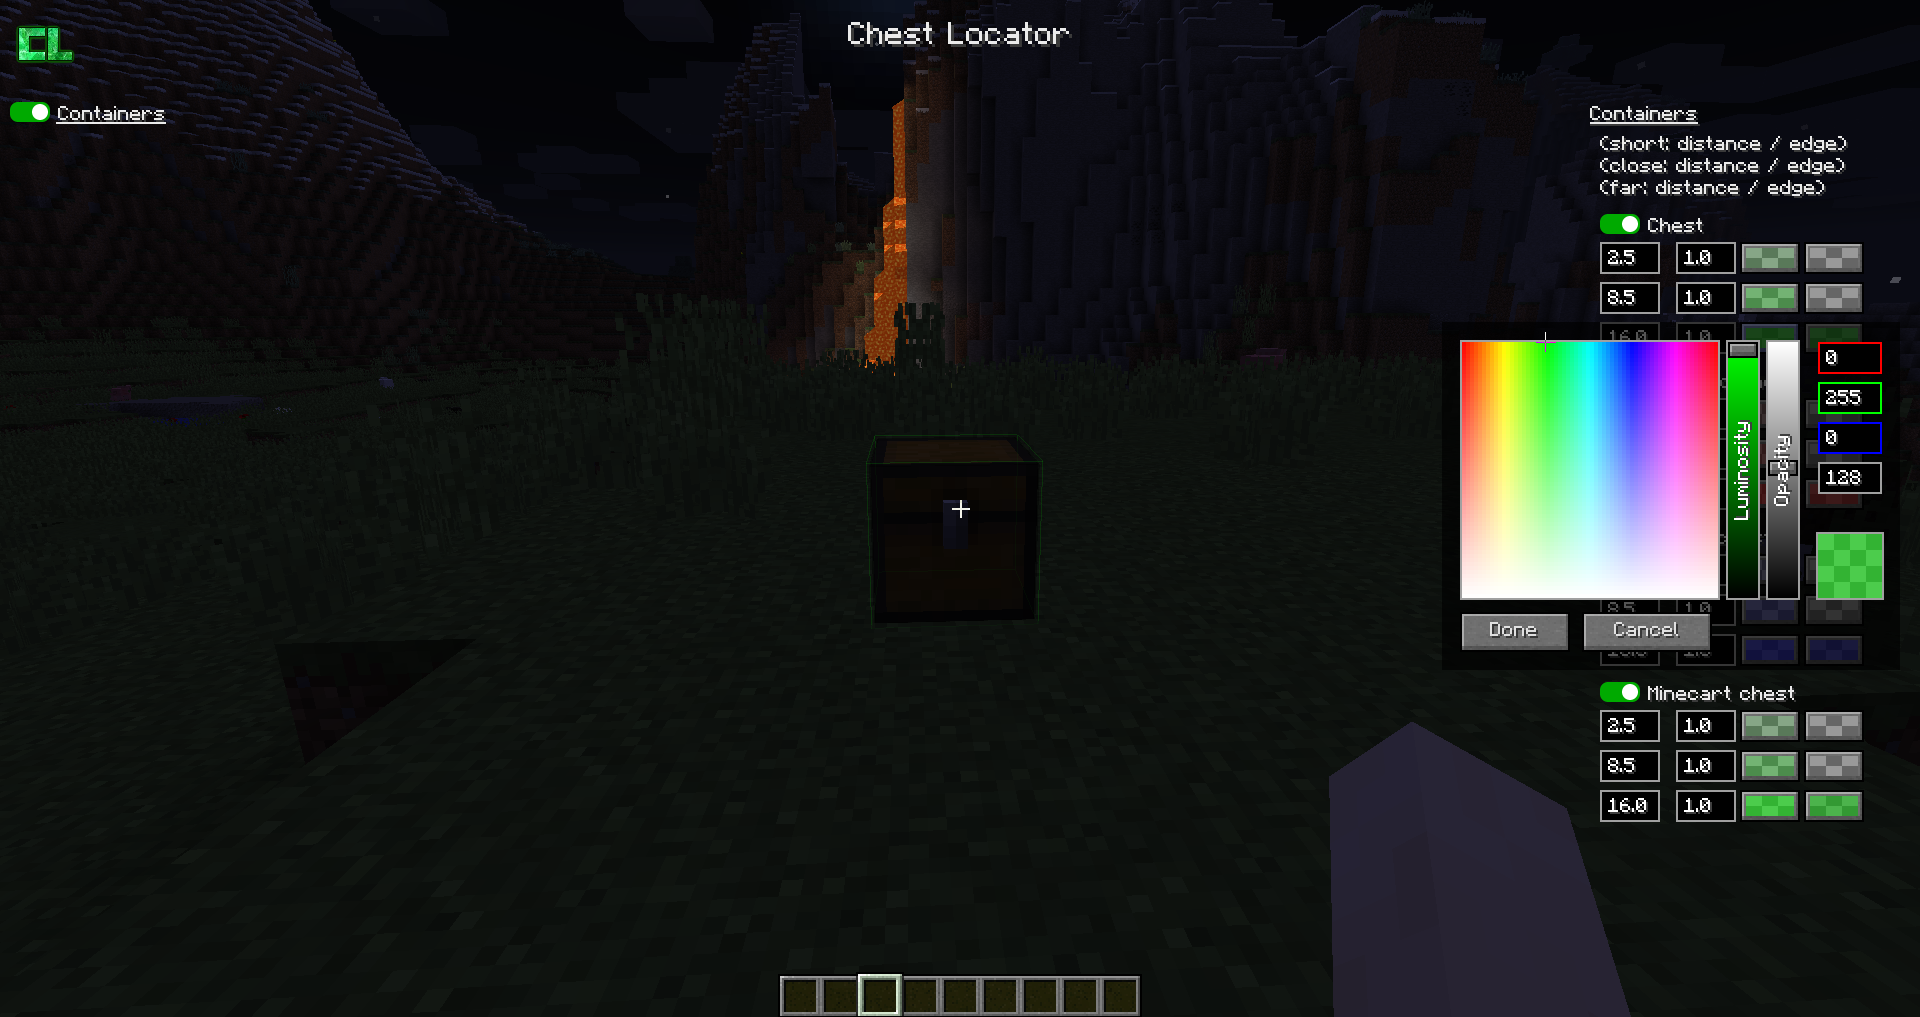 CL
Chest Locator
Containers
Containers
(short: distance / edge)
(close: distance / edge)
(far: distance / edge)
Chest
2.5 1.0
8.5 1.0
16.0 1.0
0
255
0
128
Luminosity
Opacity
8.5 1.0
Done Cancel
Minecart chest
2.5 1.0
8.5 1.0
16.0 1.0